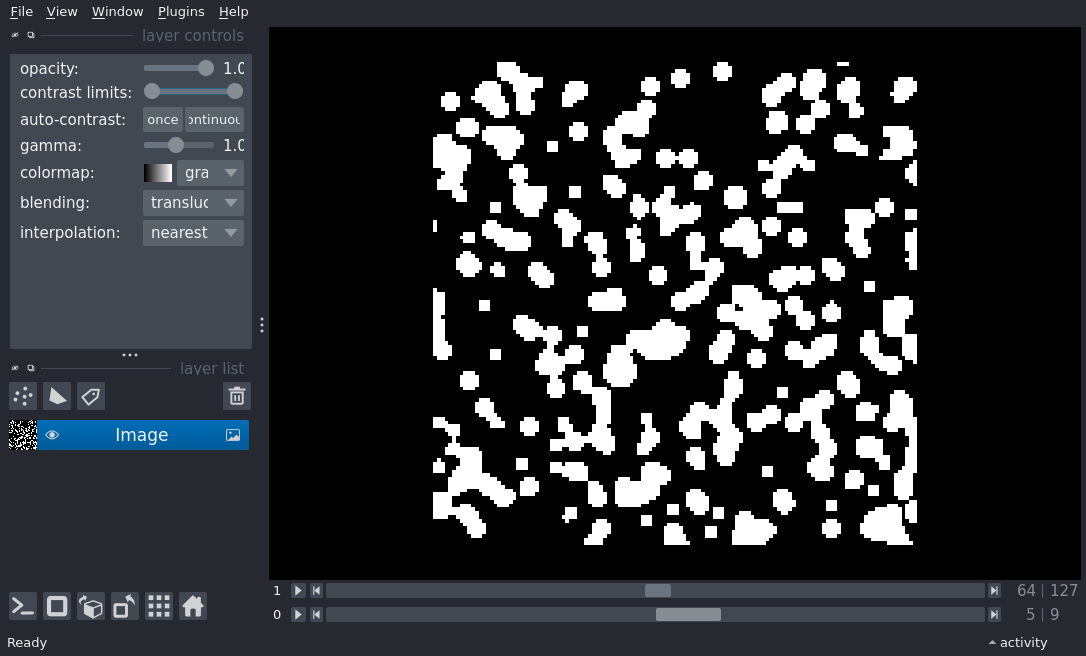 File View Window Plugins Help
layer controls
opacity: 1.0
contrast limits:
auto-contrast: once ontinuou
gamma: 1.0
colormap: gra
blending: transluc
interpolation: nearest
layer list
Image
1 64 | 127
0 5 | 9
Ready activity